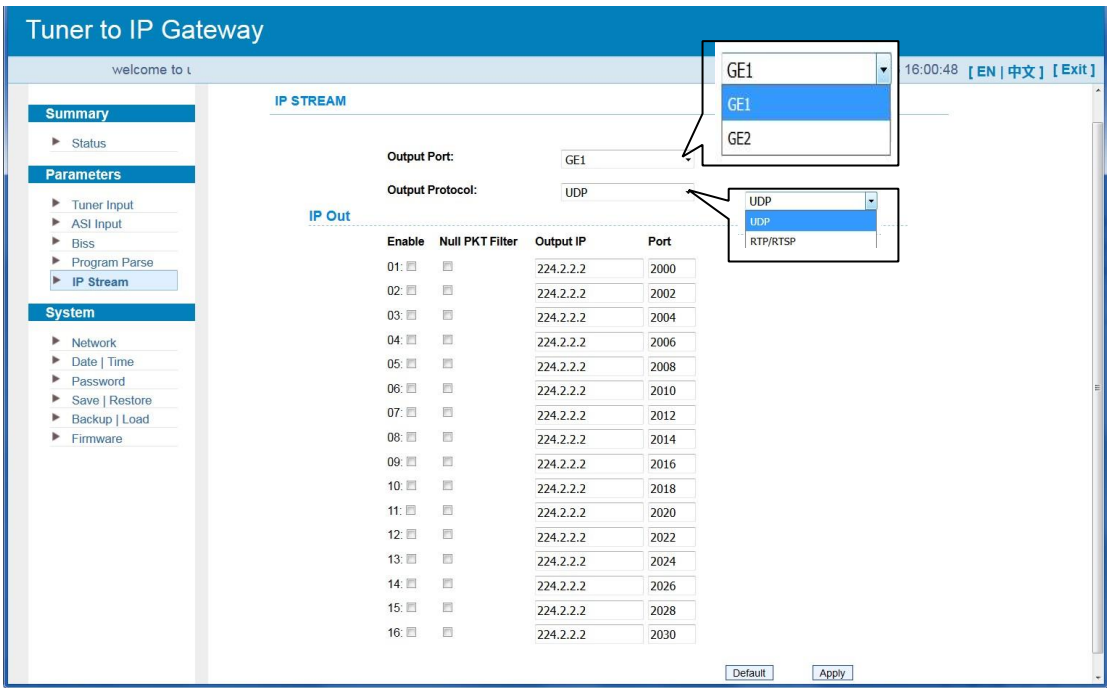 Tuner to IP Gateway
welcome to u
16:00:48 [ EN | 中文 ] [ Exit ]
GE1
GE1
GE2
Summary
Status
Parameters
Tuner Input
ASI Input
Biss
Program Parse
IP Stream
System
Network
Date | Time
Password
Save | Restore
Backup | Load
Firmware
IP STREAM
Output Port: GE1
Output Protocol: UDP
UDP
UDP
RTP/RTSP
IP Out
Enable Null PKT Filter Output IP Port
01: 224.2.2.2 2000
02: 224.2.2.2 2002
03: 224.2.2.2 2004
04: 224.2.2.2 2006
05: 224.2.2.2 2008
06: 224.2.2.2 2010
07: 224.2.2.2 2012
08: 224.2.2.2 2014
09: 224.2.2.2 2016
10: 224.2.2.2 2018
11: 224.2.2.2 2020
12: 224.2.2.2 2022
13: 224.2.2.2 2024
14: 224.2.2.2 2026
15: 224.2.2.2 2028
16: 224.2.2.2 2030
Default Apply